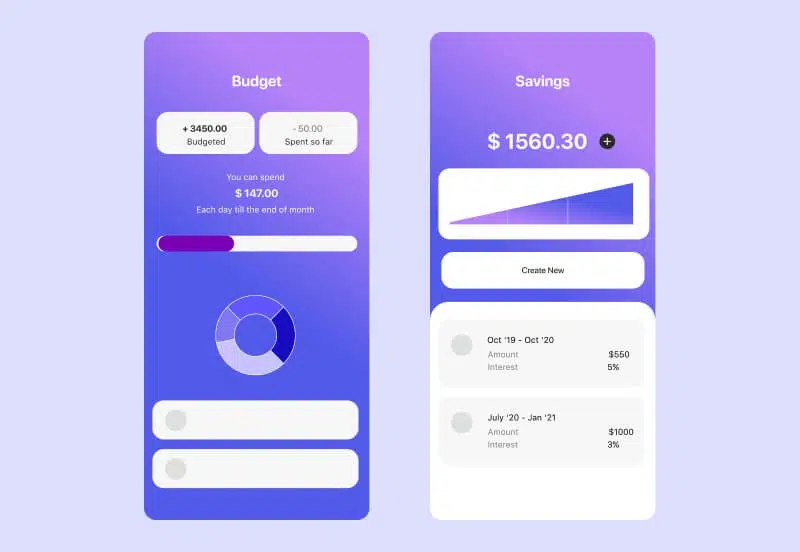 Budget
+ 3450.00
Budgeted
- 50.00
Spent so far
You can spend
$ 147.00
Each day till the end of month
Savings
$ 1560.30
Create New
Oct '19 - Oct '20
Amount $550
Interest 5%
July '20 - Jan '21
Amount $1000
Interest 3%